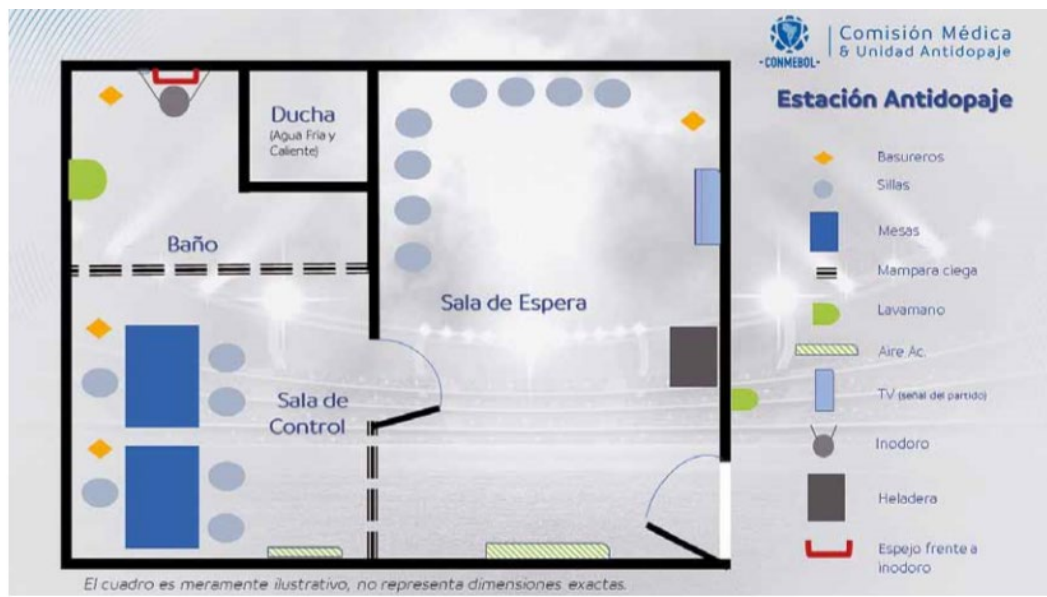 Comisión Médica
& Unidad Antidopaje
-CONMEBOL-
Estación Antidopaje
Ducha
(Agua Fria y
Caliente)
Baño
Sala de Espera
Sala de
Control
Basureros
Sillas
Mesas
Mampara ciega
Lavamano
Aire Ac.
TV (señal del partido)
Inodoro
Heladera
Espejo frente a
inodoro
El cuadro es meramente ilustrativo, no representa dimensiones exactas.